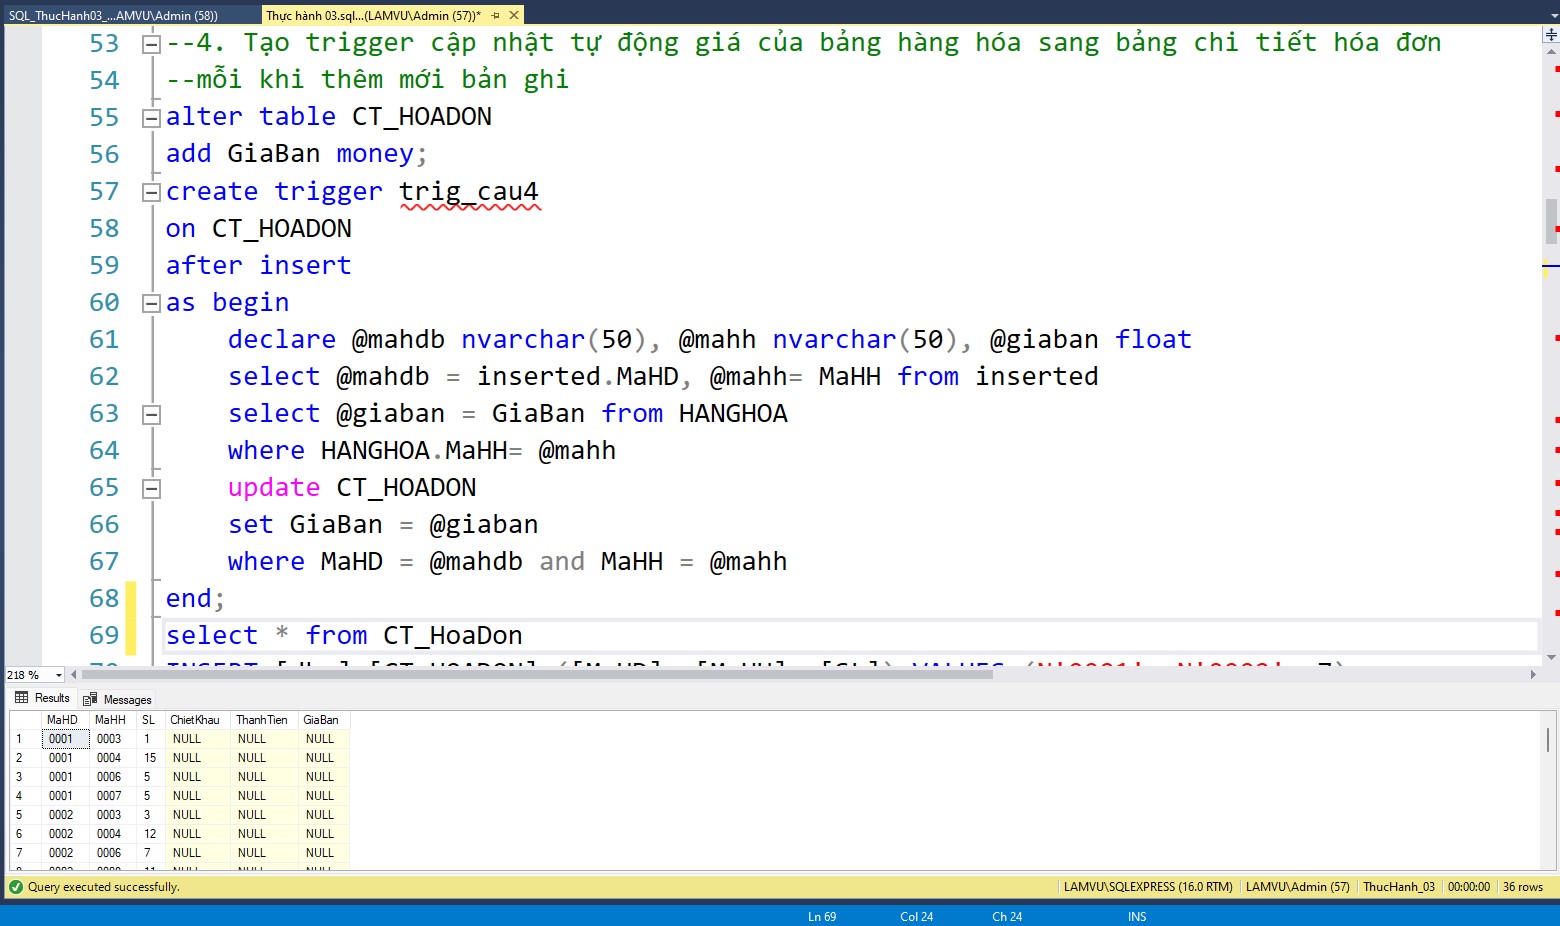 SQL_ThucHanh03_...AMVU\Admin (58))
Thực hành 03.sql...(LAMVU\Admin (57))*
53 --4. Tạo trigger cập nhật tự động giá của bảng hàng hóa sang bảng chi tiết hóa đơn
54 --mỗi khi thêm mới bản ghi
55 alter table CT_HOADON
56 add GiaBan money;
57 create trigger trig_cau4
58 on CT_HOADON
59 after insert
60 as begin
61 declare @mahdb nvarchar(50), @mahh nvarchar(50), @giaban float
62 select @mahdb = inserted.MaHD, @mahh= MaHH from inserted
63 select @giaban = GiaBan from HANGHOA
64 where HANGHOA.MaHH= @mahh
65 update CT_HOADON
66 set GiaBan = @giaban
67 where MaHD = @mahdb and MaHH = @mahh
68 end;
69 select * from CT_HoaDon
218 %
Results Messages
MaHD MaHH SL ChietKhau ThanhTien GiaBan
1 0001 0003 1 NULL NULL NULL
2 0001 0004 15 NULL NULL NULL
3 0001 0006 5 NULL NULL NULL
4 0001 0007 5 NULL NULL NULL
5 0002 0003 3 NULL NULL NULL
6 0002 0004 12 NULL NULL NULL
7 0002 0006 7 NULL NULL NULL
Query executed successfully. LAMVU\SQLEXPRESS (16.0 RTM) LAMVU\Admin (57) ThucHanh_03 00:00:00 36 rows
Ln 69 Col 24 Ch 24 INS